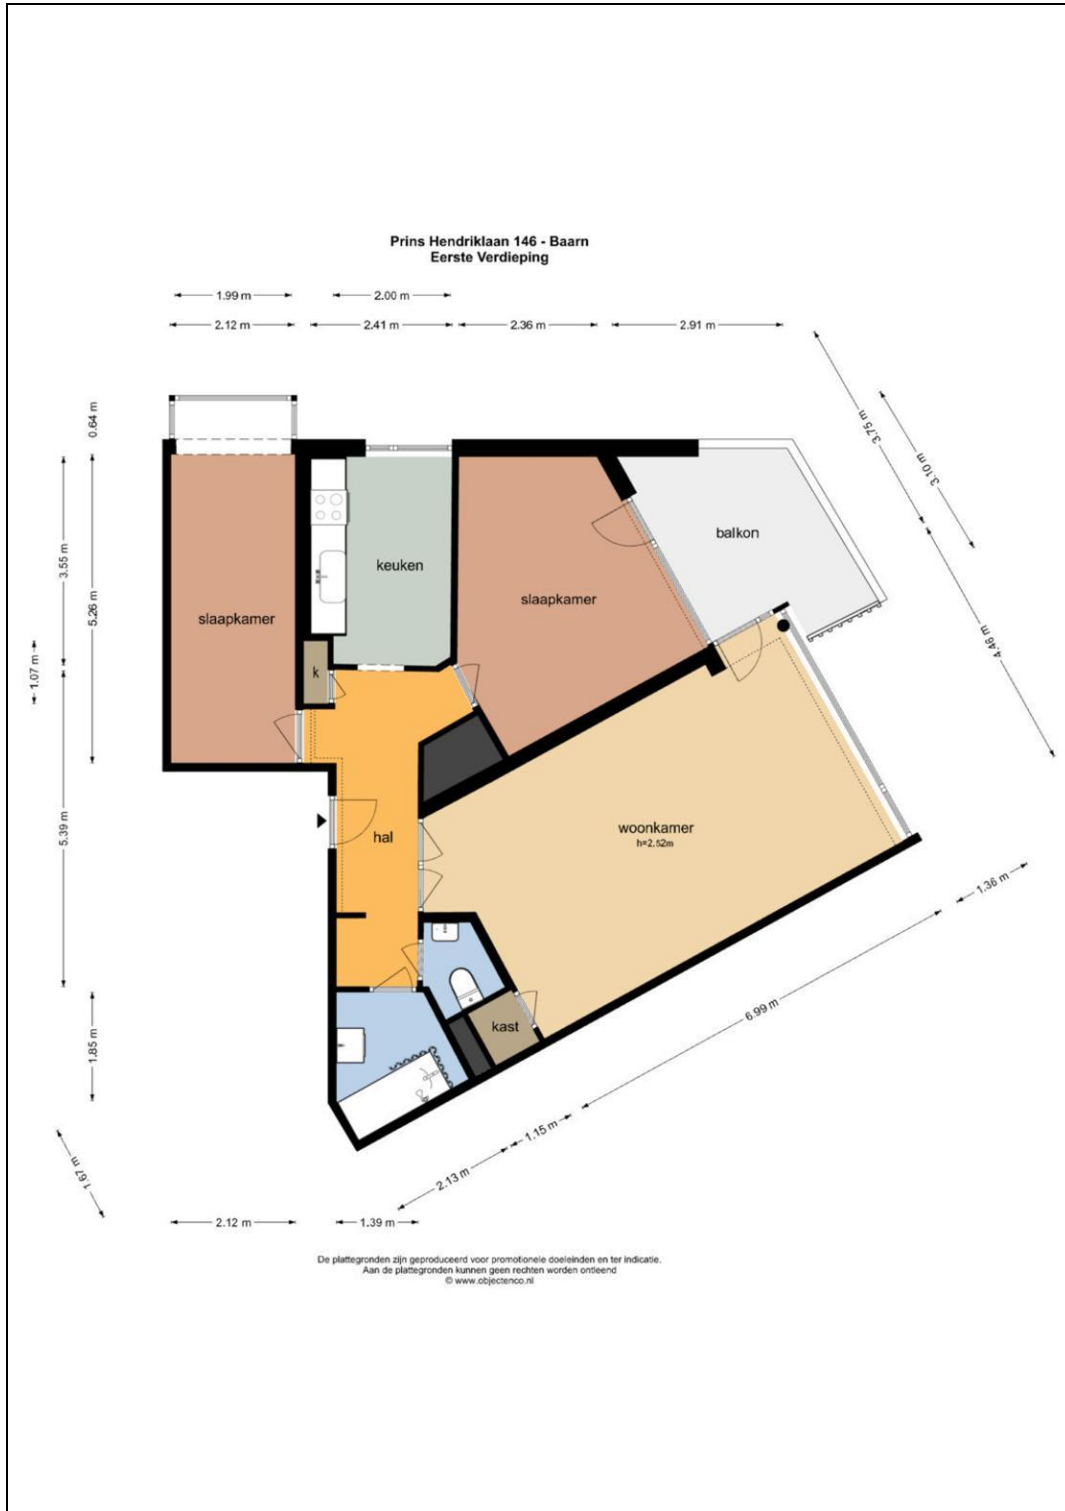 Prins Hendriklaan 146 - Baarn
Eerste Verdieping
1.99 m
2.00 m
2.12 m
2.41 m
2.36 m
2.91 m
3.75 m
3.10 m
0.64 m
3.55 m
5.26 m
1.07 m
4.46 m
balkon
keuken
slaapkamer
slaapkamer
k
5.39 m
hal
woonkamer
h=2.52m
1.36 m
6.99 m
kast
1.85 m
1.15 m
2.13 m
1.67 m
2.12 m
1.39 m
De plattegronden zijn geproduceerd voor promotionele doeleinden en ter indicatie.
Aan de plattegronden kunnen geen rechten worden ontleend
© www.objectenco.nl